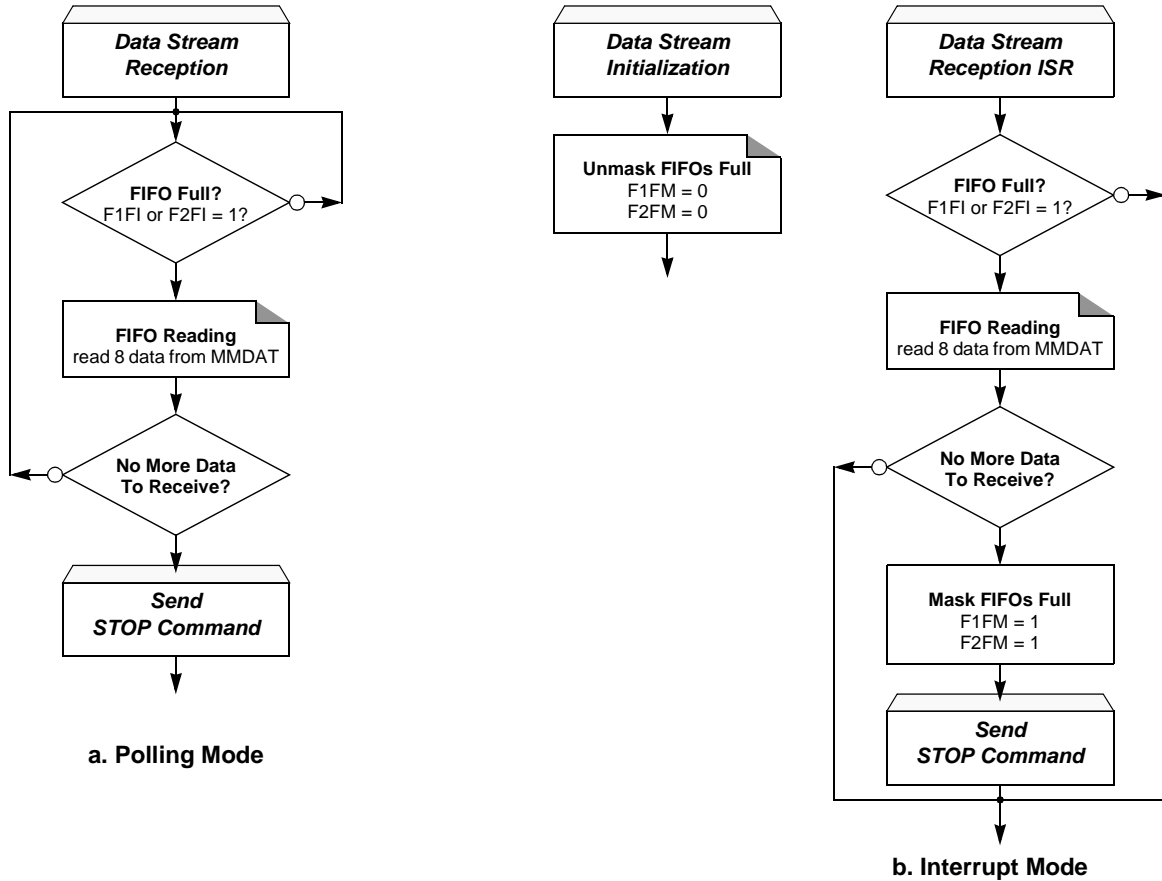 Data Stream
Reception
FIFO Full?
F1FI or F2FI = 1?
FIFO Reading
read 8 data from MMDAT
No More Data
To Receive?
Send
STOP Command
a. Polling Mode
Data Stream
Initialization
Unmask FIFOs Full
F1FM = 0
F2FM = 0
Data Stream
Reception ISR
FIFO Full?
F1FI or F2FI = 1?
FIFO Reading
read 8 data from MMDAT
No More Data
To Receive?
Mask FIFOs Full
F1FM = 1
F2FM = 1
Send
STOP Command
b. Interrupt Mode